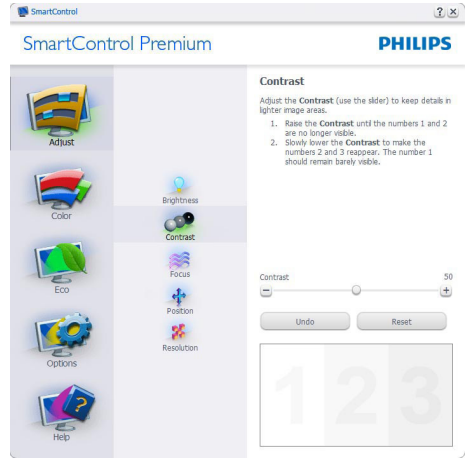 SmartControl
? ×
SmartControl Premium
PHILIPS
Adjust
Color
Eco
Options
Help
Brightness
Contrast
Focus
Position
Resolution
Contrast
Adjust the Contrast (use the slider) to keep details in
lighter image areas.
1. Raise the Contrast until the numbers 1 and 2
are no longer visible.
2. Slowly lower the Contrast to make the
numbers 2 and 3 reappear. The number 1
should remain barely visible.
Contrast 50
Undo Reset
1 2 3